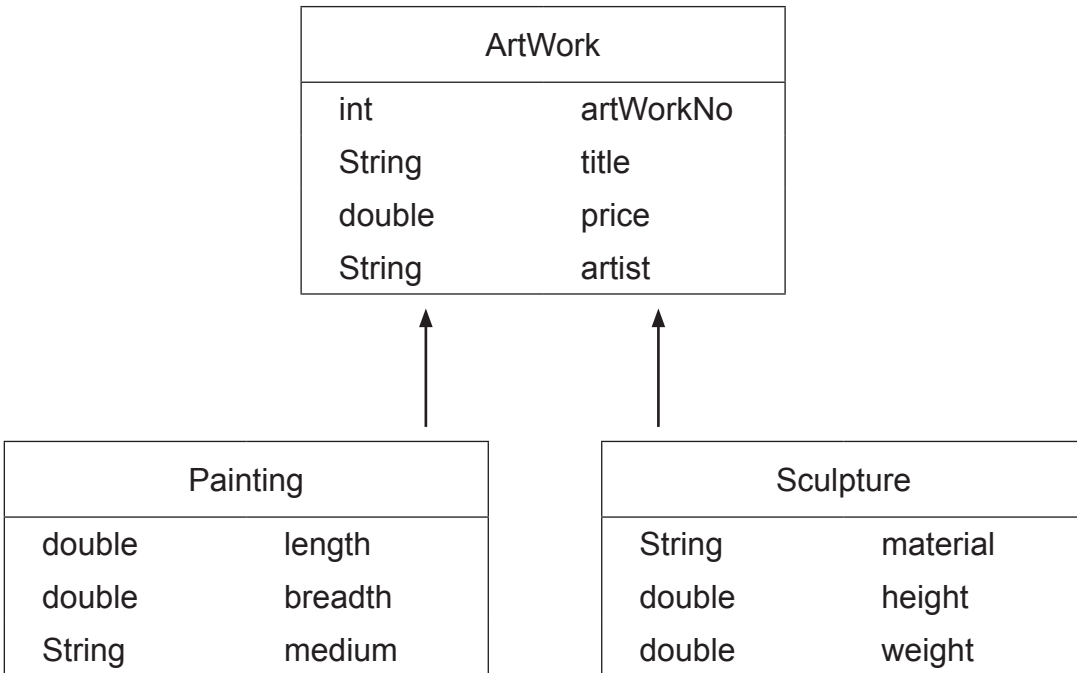 ArtWork
int artWorkNo
String title
double price
String artist
Painting
double length
double breadth
String medium
Sculpture
String material
double height
double weight